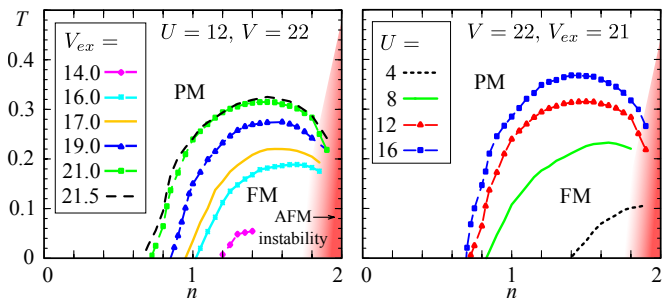 T
V_ex =
14.0
16.0
17.0
19.0
21.0
21.5
U = 12, V = 22
PM
FM
AFM
instability
0.4
0.3
0.2
0.1
0
0
1
2
n
U =
4
8
12
16
V = 22, V_ex = 21
PM
FM
0
1
2
n